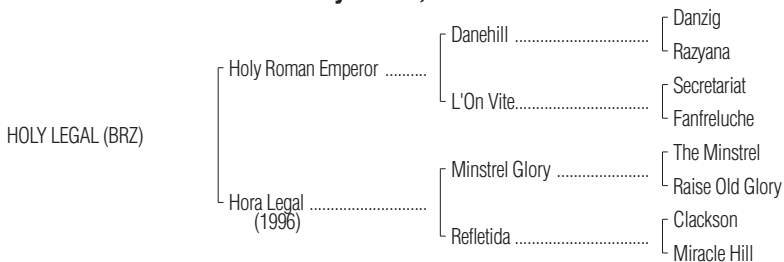 Danzig
Danehill ........................................
Razyana
Holy Roman Emperor ..........
Secretariat
L'On Vite........................................
Fanfreluche
HOLY LEGAL (BRZ)
The Minstrel
Minstrel Glory ...........................
Raise Old Glory
Hora Legal ............................
(1996)
Clackson
Refletida ........................................
Miracle Hill